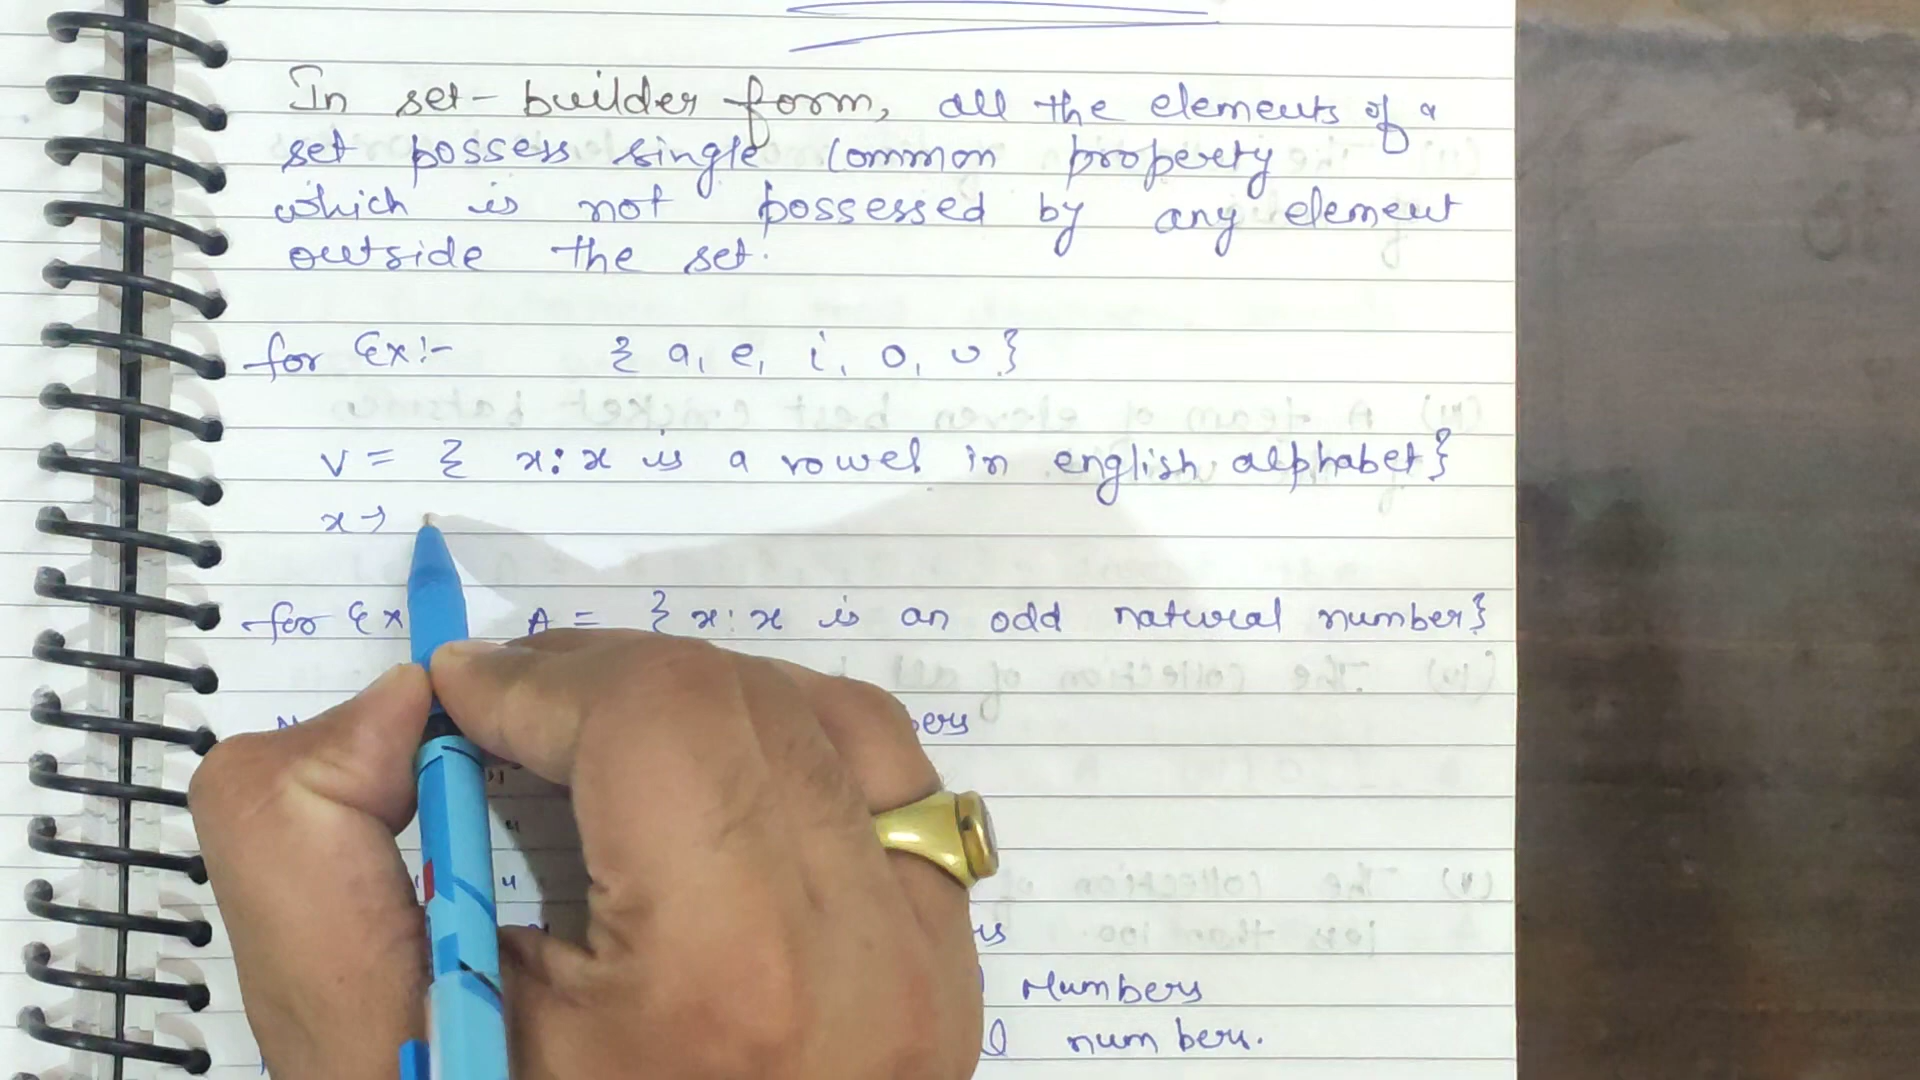 In set-builder form, all the elements of a
set possess single common property
which is not possessed by any element
outside the set.
for Ex:- { a, e, i, o, u }
V = { x: x is a vowel in english alphabet }
x →
for Ex A = { x: x is an odd natural number }
numbers
numbers.